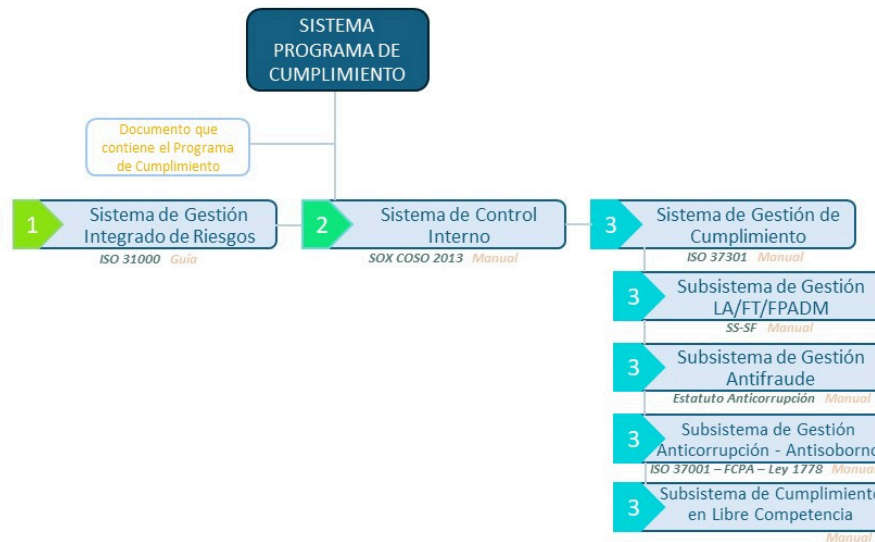 SISTEMA
PROGRAMA DE
CUMPLIMIENTO
Documento que
contiene el Programa
de Cumplimiento
1
Sistema de Gestión
Integrado de Riesgos
ISO 31000 Guia
2
Sistema de Control
Interno
SOX COSO 2013 Manual
3
Sistema de Gestión de
Cumplimiento
ISO 37301 Manual
3
Subsistema de Gestión
LA/FT/FPADM
SS-SF Manual
3
Subsistema de Gestión
Antifraude
Estatuto Anticorrupción Manual
3
Subsistema de Gestión
Anticorrupción - Antisoborno
ISO 37001 – FCPA – Ley 1778 Manual
3
Subsistema de Cumplimiento
en Libre Competencia
Manual